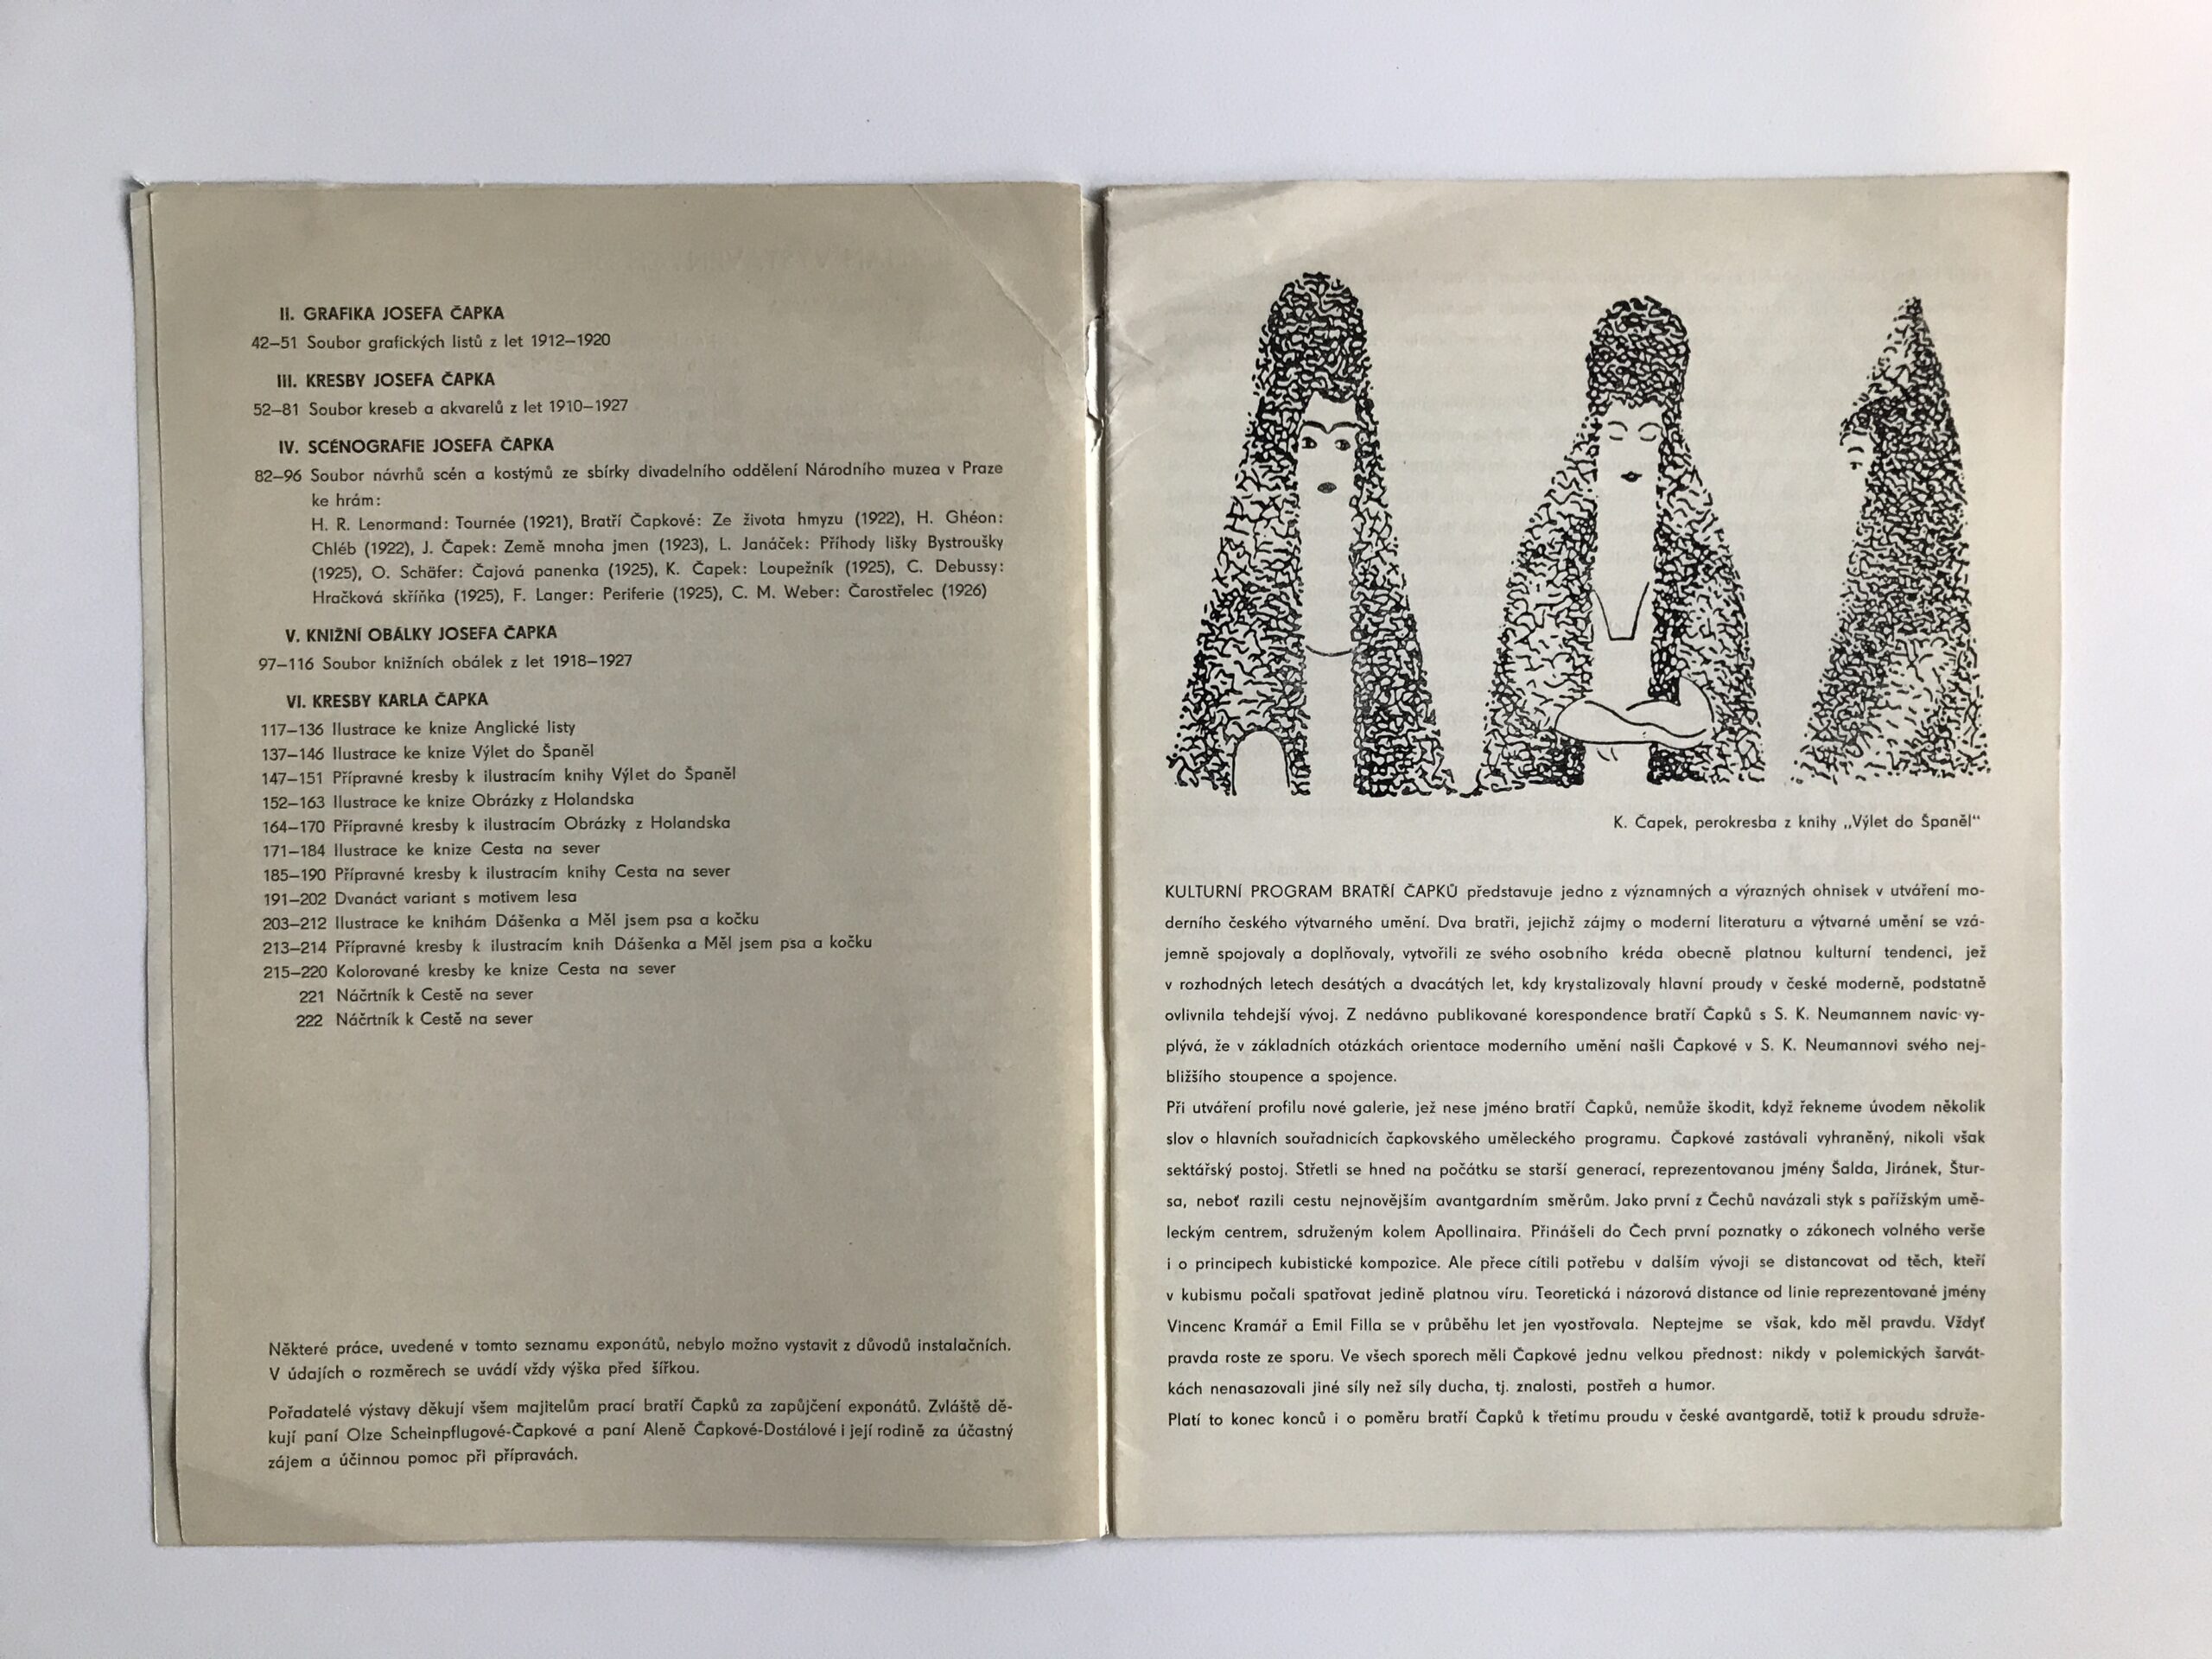 II. GRAFIKA JOSEFA ČAPKA
42–51 Soubor grafických listů z let 1912–1920
III. KRESBY JOSEFA ČAPKA
52–81 Soubor kreseb a akvarelů z let 1910–1927
IV. SCÉNOGRAFIE JOSEFA ČAPKA
82–96 Soubor návrhů scén a kostýmů ze sbírky divadelního oddělení Národního muzea v Praze
ke hrám:
H. R. Lenormand: Tournée (1921), Bratří Čapkové: Ze života hmyzu (1922), H. Ghéon:
Chléb (1922), J. Čapek: Země mnoha jmen (1923), L. Janáček: Příhody lišky Bystroušky
(1925), O. Schäfer: Čajová panenka (1925), K. Čapek: Loupežník (1925), C. Debussy:
Hračková skříňka (1925), F. Langer: Periferie (1925), C. M. Weber: Čarostřelec (1926)
V. KNIŽNÍ OBÁLKY JOSEFA ČAPKA
97–116 Soubor knižních obálek z let 1918–1927
VI. KRESBY KARLA ČAPKA
117–136 Ilustrace ke knize Anglické listy
137–146 Ilustrace ke knize Výlet do Španěl
147–151 Přípravné kresby k ilustracím knihy Výlet do Španěl
152–163 Ilustrace ke knize Obrázky z Holandska
164–170 Přípravné kresby k ilustracím Obrázky z Holandska
171–184 Ilustrace ke knize Cesta na sever
185–190 Přípravné kresby k ilustracím knihy Cesta na sever
191–202 Dvanáct variant s motivem lesa
203–212 Ilustrace ke knihám Dášenka a Měl jsem psa a kočku
213–214 Přípravné kresby k ilustracím knih Dášenka a Měl jsem psa a kočku
215–220 Kolorované kresby ke knize Cesta na sever
221 Náčrtník k Cestě na sever
222 Náčrtník k Cestě na sever
Některé práce, uvedené v tomto seznamu exponátů, nebylo možno vystavit z důvodů instalačních.
V údajích o rozměrech se uvádí vždy výška před šířkou.
Pořadatelé výstavy děkují všem majitelům prací bratří Čapků za zapůjčení exponátů. Zvláště dě-
kují paní Olze Scheinpflugové-Čapkové a paní Aleně Čapkové-Dostálové i její rodině za účastný
zájem a účinnou pomoc při přípravách.
K. Čapek, perokresba z knihy „Výlet do Španěl“
KULTURNÍ PROGRAM BRATŘÍ ČAPKŮ představuje jedno z významných a výrazných ohnisek v utváření mo-
derního českého výtvarného umění. Dva bratři, jejichž zájmy o moderní literaturu a výtvarné umění se vzá-
jemně spojovaly a doplňovaly, vytvořili ze svého osobního kréda obecně platnou kulturní tendenci, jež
v rozhodných letech desátých a dvacátých let, kdy krystalizovaly hlavní proudy v české moderně, podstatně
ovlivnila tehdejší vývoj. Z nedávno publikované korespondence bratří Čapků s S. K. Neumannem navíc vy-
plývá, že v základních otázkách orientace moderního umění našli Čapkové v S. K. Neumannovi svého nej-
bližšího stoupence a spojence.
Při utváření profilu nové galerie, jež nese jméno bratří Čapků, nemůže škodit, když řekneme úvodem několik
slov o hlavních souřadnicích čapkovského uměleckého programu. Čapkové zastávali vyhraněný, nikoli však
sektářský postoj. Střetli se hned na počátku se starší generací, reprezentovanou jmény Šalda, Jiránek, Štur-
sa, neboť razili cestu nejnovějším avantgardním směrům. Jako první z Čechů navázali styk s pařížským umě-
leckým centrem, sdruženým kolem Apollinaira. Přinášeli do Čech první poznatky o zákonech volného verše
i o principech kubistické kompozice. Ale přece cítili potřebu v dalším vývoji se distancovat od těch, kteří
v kubismu počali spatřovat jedině platnou víru. Teoretická i názorová distance od linie reprezentované jmény
Vincenc Kramář a Emil Filla se v průběhu let jen vyostřovala. Neptejme se však, kdo měl pravdu. Vždyť
pravda roste ze sporu. Ve všech sporech měli Čapkové jednu velkou přednost: nikdy v polemických šarvát-
kách nenasazovali jiné síly než síly ducha, tj. znalosti, postřeh a humor.
Platí to konec konců i o poměru bratří Čapků k třetímu proudu v české avantgardě, totiž k proudu sdruže-